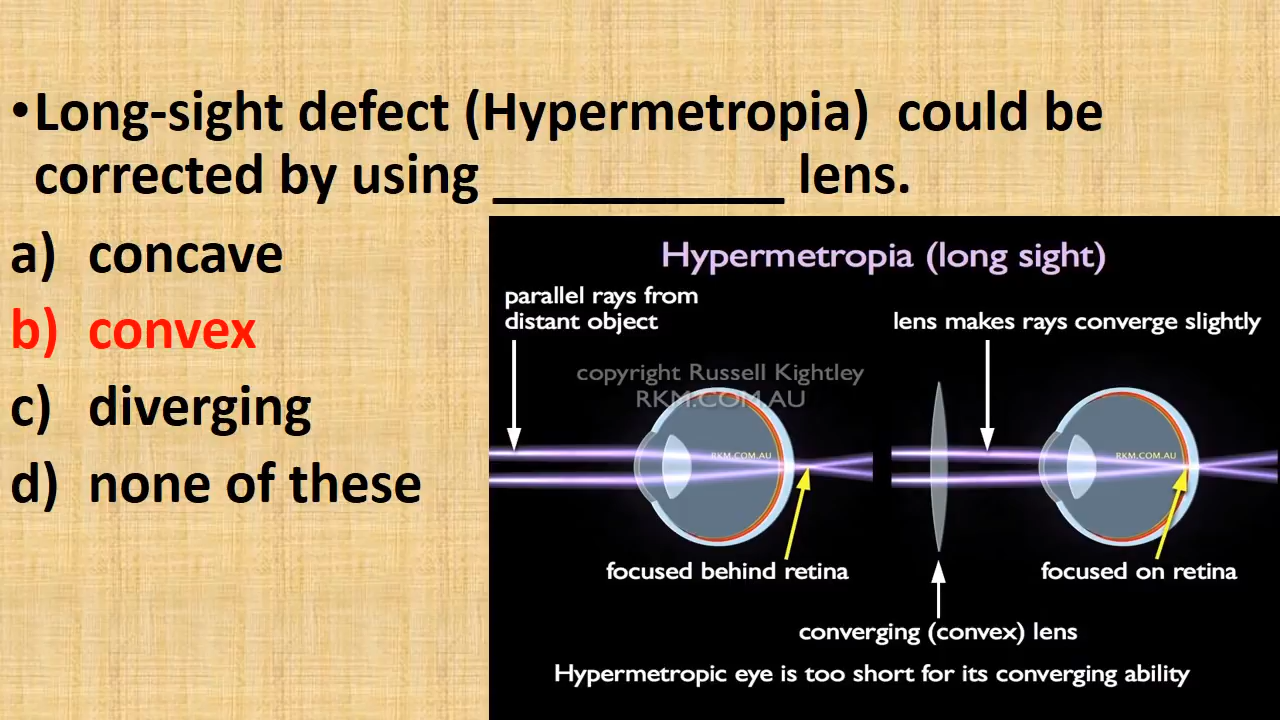 •Long-sight defect (Hypermetropia)  could be
corrected by using ___________ lens.
a) concave
b) convex
c) diverging
d) none of these
Hypermetropia (long sight)
parallel rays from
distant object
lens makes rays converge slightly
copyright Russell Kightley
RKM.COM.AU
RKM.COM.AU
RKM.COM.AU
focused behind retina
focused on retina
converging (convex) lens
Hypermetropic eye is too short for its converging ability